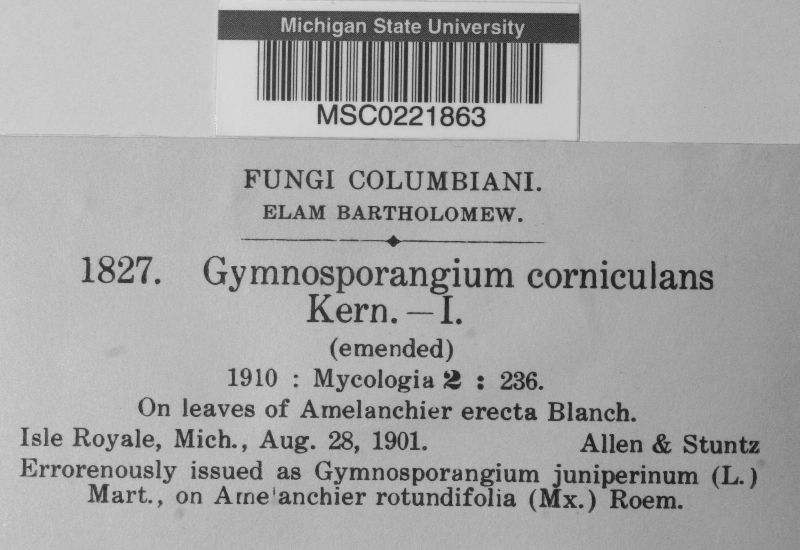 Michigan State University
MSC0221863
FUNGI COLUMBIANI.
ELAM BARTHOLOMEW.
1827. Gymnosporangium corniculans
Kern. — I.
(emended)
1910 : Mycologia 2 : 236.
On leaves of Amelanchier erecta Blanch.
Isle Royale, Mich., Aug. 28, 1901. Allen & Stuntz
Errorenously issued as Gymnosporangium juniperinum (L.)
Mart., on Ame'anchier rotundifolia (Mx.) Roem.